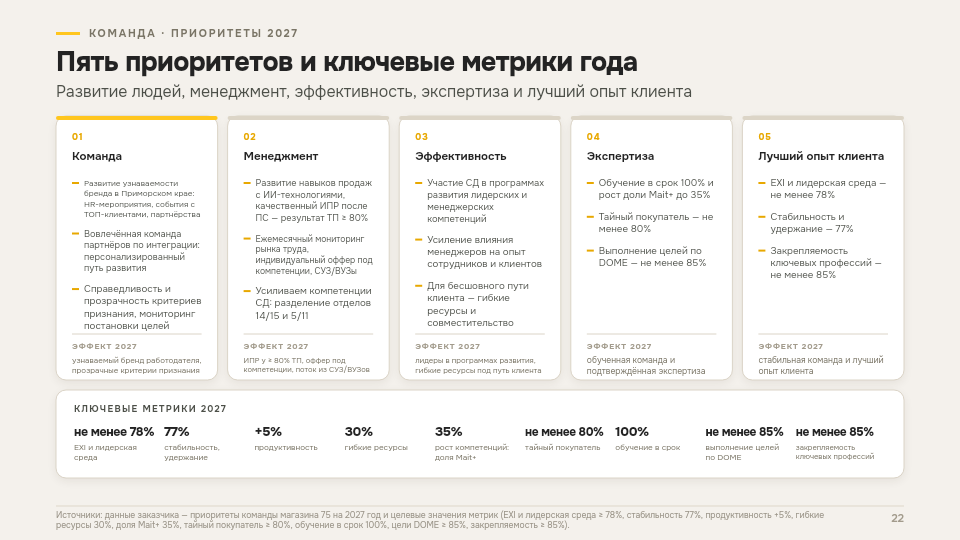 КОМАНДА · ПРИОРИТЕТЫ 2027
Пять приоритетов и ключевые метрики года
Развитие людей, менеджмент, эффективность, экспертиза и лучший опыт клиента
01
Команда
Развитие узнаваемости
бренда в Приморском крае:
HR-мероприятия, события с
ТОП-клиентами, партнёрства
Вовлечённая команда
партнёров по интеграции:
персонализированный
путь развития
Справедливость и
прозрачность критериев
признания, мониторинг
постановки целей
ЭФФЕКТ 2027
узнаваемый бренд работодателя,
прозрачные критерии признания
02
Менеджмент
Развитие навыков продаж
с ИИ-технологиями,
качественный ИПР после
ПС — результат ТП ≥ 80%
Ежемесячный мониторинг
рынка труда,
индивидуальный оффер под
компетенции, СУЗ/ВУЗы
Усиливаем компетенции
СД: разделение отделов
14/15 и 5/11
ЭФФЕКТ 2027
ИПР у ≥ 80% ТП, оффер под
компетенции, поток из СУЗ/ВУЗов
03
Эффективность
Участие СД в программах
развития лидерских и
менеджерских
компетенций
Усиление влияния
менеджеров на опыт
сотрудников и клиентов
Для бесшовного пути
клиента — гибкие
ресурсы и
совместительство
ЭФФЕКТ 2027
лидеры в программах развития,
гибкие ресурсы под путь клиента
04
Экспертиза
Обучение в срок 100% и
рост доли Mait+ до 35%
Тайный покупатель — не
менее 80%
Выполнение целей по
DOME — не менее 85%
ЭФФЕКТ 2027
обученная команда и
подтверждённая экспертиза
05
Лучший опыт клиента
EXI и лидерская среда —
не менее 78%
Стабильность и
удержание — 77%
Закрепляемость
ключевых профессий —
не менее 85%
ЭФФЕКТ 2027
стабильная команда и лучший
опыт клиента
КЛЮЧЕВЫЕ МЕТРИКИ 2027
не менее 78%
EXI и лидерская
среда
77%
стабильность,
удержание
+5%
продуктивность
30%
гибкие ресурсы
35%
рост компетенций:
доля Mait+
не менее 80%
тайный покупатель
100%
обучение в срок
не менее 85%
выполнение целей
по DOME
не менее 85%
закрепляемость
ключевых профессий
Источники: данные заказчика — приоритеты команды магазина 75 на 2027 год и целевые значения метрик (EXI и лидерская среда ≥ 78%, стабильность 77%, продуктивность +5%, гибкие
ресурсы 30%, доля Mait+ 35%, тайный покупатель ≥ 80%, обучение в срок 100%, цели DOME ≥ 85%, закрепляемость ≥ 85%).
22